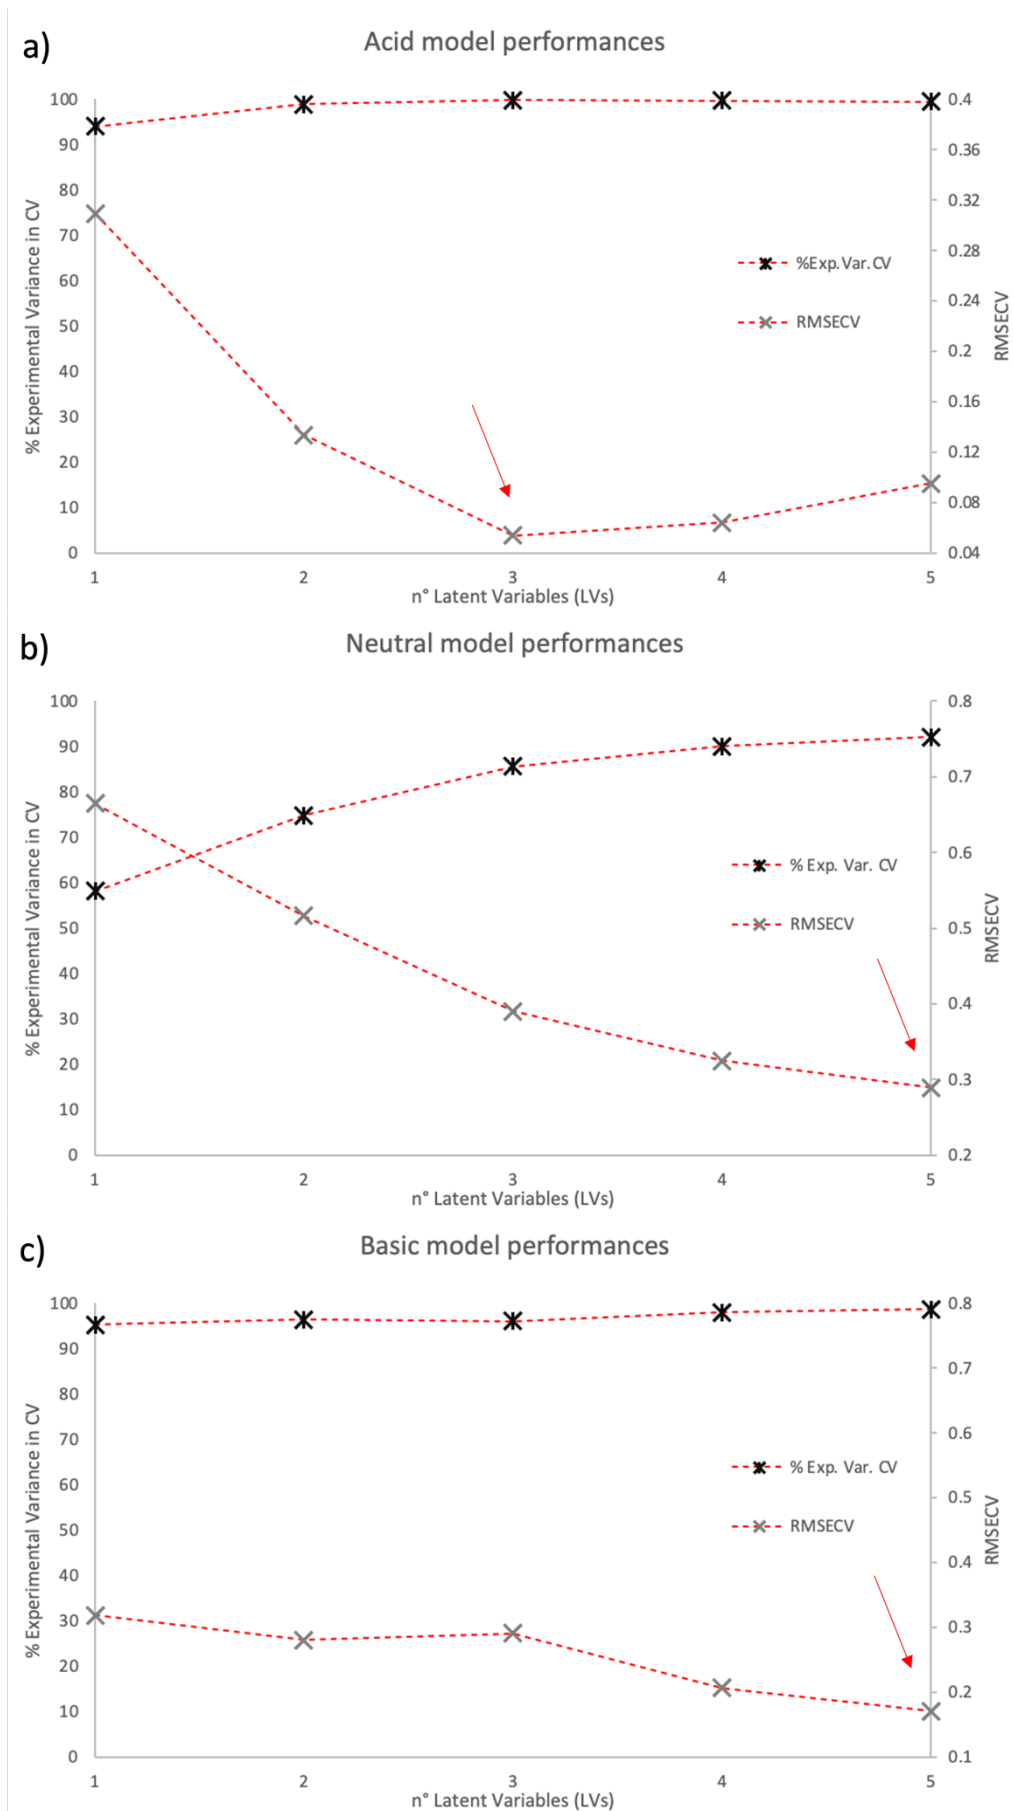 a)
Acid model performances
100
90
80
70
60
50
40
30
20
10
0
% Experimental Variance in CV
0.4
0.36
0.32
0.28
0.24
0.2
0.16
0.12
0.08
0.04
RMSECV
%Exp.Var.CV
RMSECV
1 2 3 4 5
n° Latent Variables (LVs)
b)
Neutral model performances
100
90
80
70
60
50
40
30
20
10
0
% Experimental Variance in CV
0.8
0.7
0.6
0.5
0.4
0.3
0.2
RMSECV
% Exp. Var. CV
RMSECV
1 2 3 4 5
n° Latent Variables (LVs)
c)
Basic model performances
100
90
80
70
60
50
40
30
20
10
0
% Experimental Variance in CV
0.8
0.7
0.6
0.5
0.4
0.3
0.2
0.1
RMSECV
% Exp. Var. CV
RMSECV
1 2 3 4 5
n° Latent Variables (LVs)